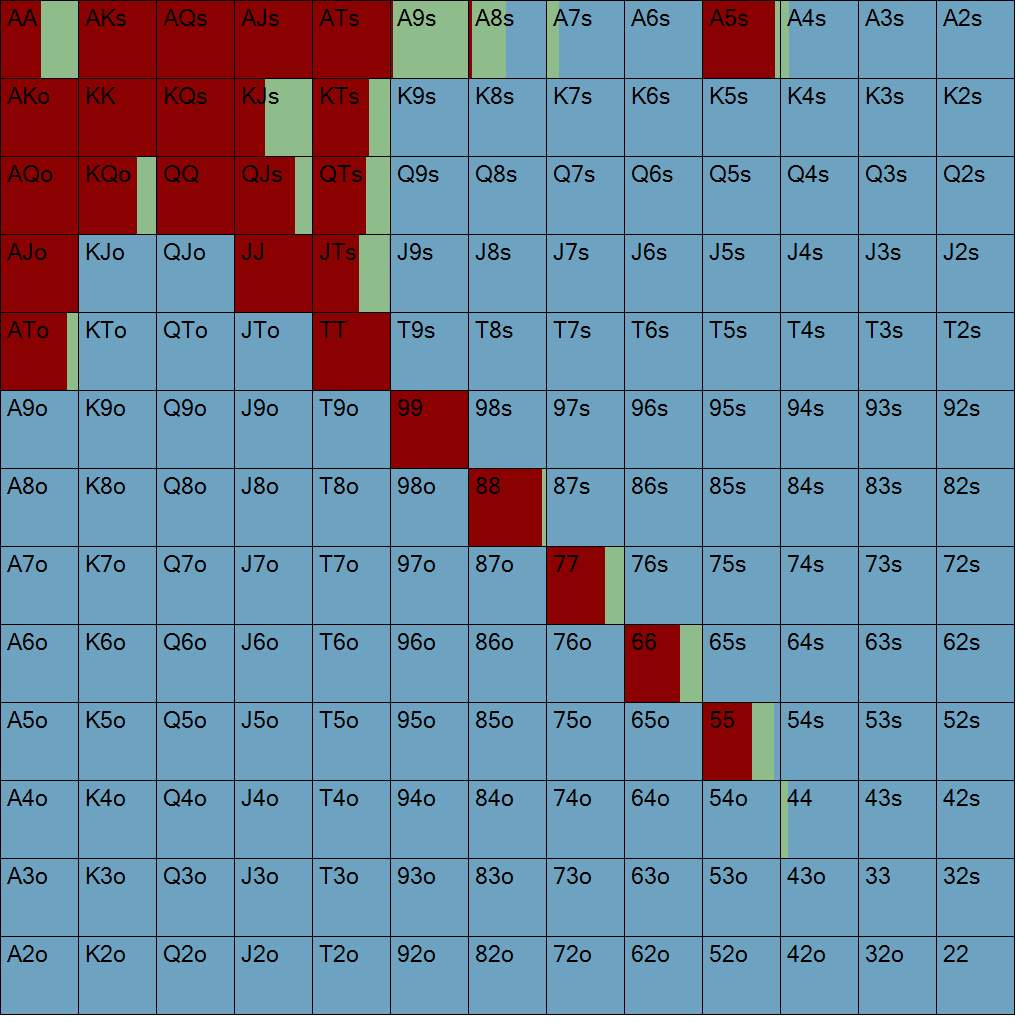 AA AKs AQs AJs ATs A9s A8s A7s A6s A5s A4s A3s A2s
AKo KK KQs KJs KTs K9s K8s K7s K6s K5s K4s K3s K2s
AQo KQo QQ QJs QTs Q9s Q8s Q7s Q6s Q5s Q4s Q3s Q2s
AJo KJo QJo JJ JTs J9s J8s J7s J6s J5s J4s J3s J2s
ATo KTo QTo JTo TT T9s T8s T7s T6s T5s T4s T3s T2s
A9o K9o Q9o J9o T9o 99 98s 97s 96s 95s 94s 93s 92s
A8o K8o Q8o J8o T8o 98o 88 87s 86s 85s 84s 83s 82s
A7o K7o Q7o J7o T7o 97o 87o 77 76s 75s 74s 73s 72s
A6o K6o Q6o J6o T6o 96o 86o 76o 66 65s 64s 63s 62s
A5o K5o Q5o J5o T5o 95o 85o 75o 65o 55 54s 53s 52s
A4o K4o Q4o J4o T4o 94o 84o 74o 64o 54o 44 43s 42s
A3o K3o Q3o J3o T3o 93o 83o 73o 63o 53o 43o 33 32s
A2o K2o Q2o J2o T2o 92o 82o 72o 62o 52o 42o 32o 22